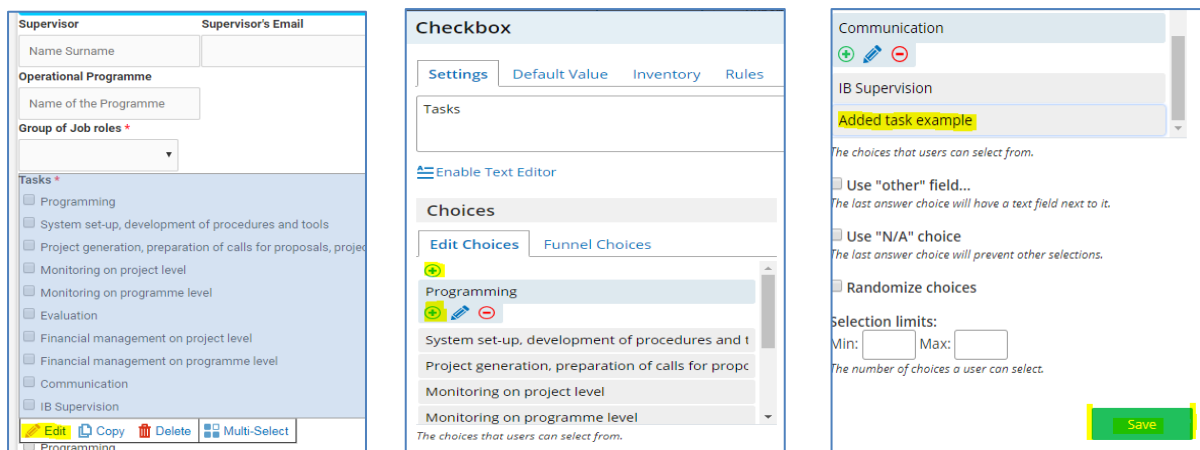 Supervisor Supervisor's Email
Name Surname
Operational Programme
Name of the Programme
Group of Job roles *
Tasks *
Programming
System set-up, development of procedures and tools
Project generation, preparation of calls for proposals, projec
Monitoring on project level
Monitoring on programme level
Evaluation
Financial management on project level
Financial management on programme level
Communication
IB Supervision
Edit Copy Delete Multi-Select
Programming
Checkbox
Settings Default Value Inventory Rules
Tasks
Enable Text Editor
Choices
Edit Choices Funnel Choices
Programming
System set-up, development of procedures and t
Project generation, preparation of calls for propo
Monitoring on project level
Monitoring on programme level
The choices that users can select from.
Communication
IB Supervision
Added task example
The choices that users can select from.
Use "other" field...
The last answer choice will have a text field next to it.
Use "N/A" choice
The last answer choice will prevent other selections.
Randomize choices
Selection limits:
Min: Max:
The number of choices a user can select.
Save